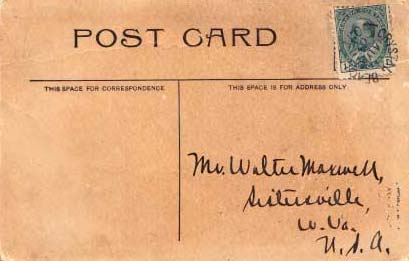 POST CARD
THIS SPACE FOR CORRESPONDENCE
THIS SPACE IS FOR ADDRESS ONLY
Mr. Walter Maxwell,
Sistersville,
W. Va.
U. S. A.